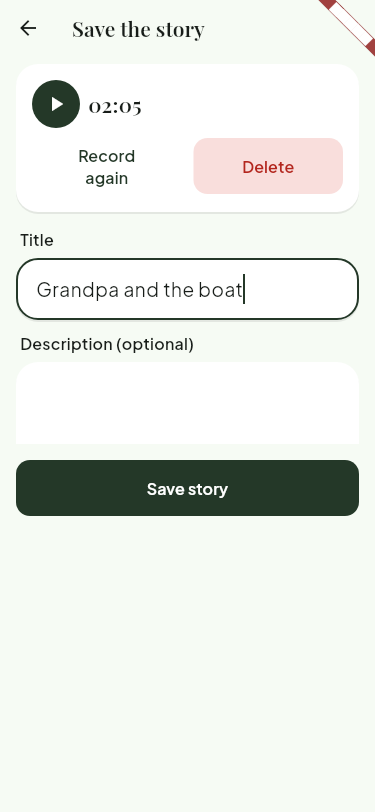 Save the story
02:05
Record
again
Delete
Title
Grandpa and the boat
Description (optional)
Save story